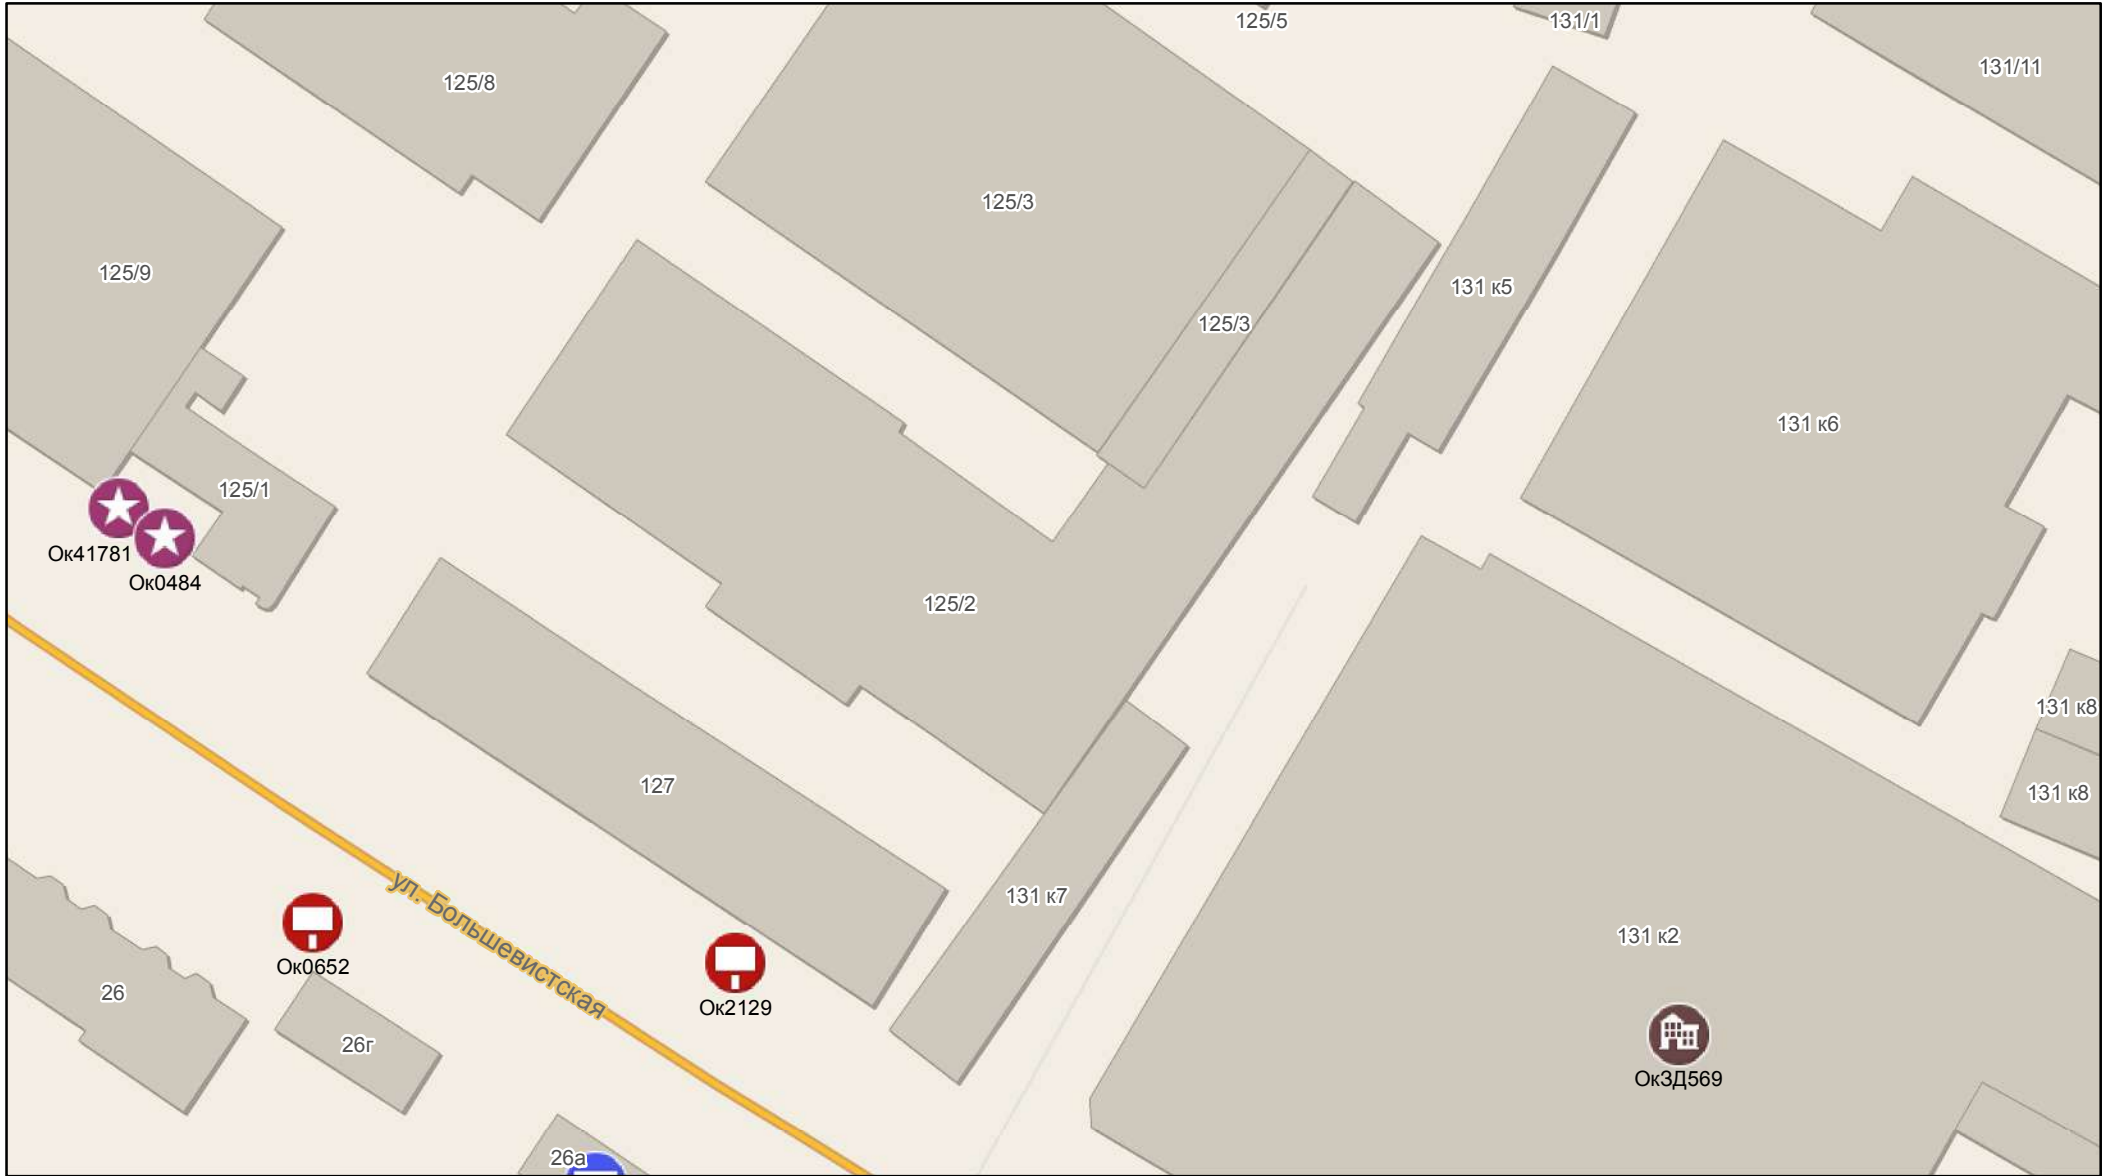 125/5
131/1
131/11
125/8
125/3
125/9
131 к5
125/3
131 к6
125/1
Ок41781
Ок0484
125/2
131 к8
127
131 к8
ул. Большевистская
131 к7
131 к2
Ок0652
26
Ок2129
26г
ОкЗД569
26а